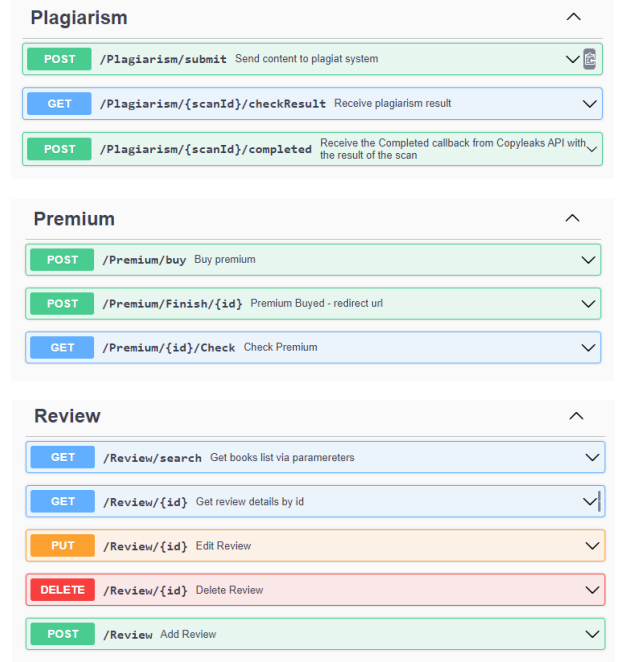 Plagiarism
POST /Plagiarism/submit Send content to plagiat system
GET /Plagiarism/{scanId}/checkResult Receive plagiarism result
POST /Plagiarism/{scanId}/completed Receive the Completed callback from Copyleaks API with
the result of the scan
Premium
POST /Premium/buy Buy premium
POST /Premium/Finish/{id} Premium Buyed - redirect url
GET /Premium/{id}/Check Check Premium
Review
GET /Review/search Get books list via paramereters
GET /Review/{id} Get review details by id
PUT /Review/{id} Edit Review
DELETE /Review/{id} Delete Review
POST /Review Add Review